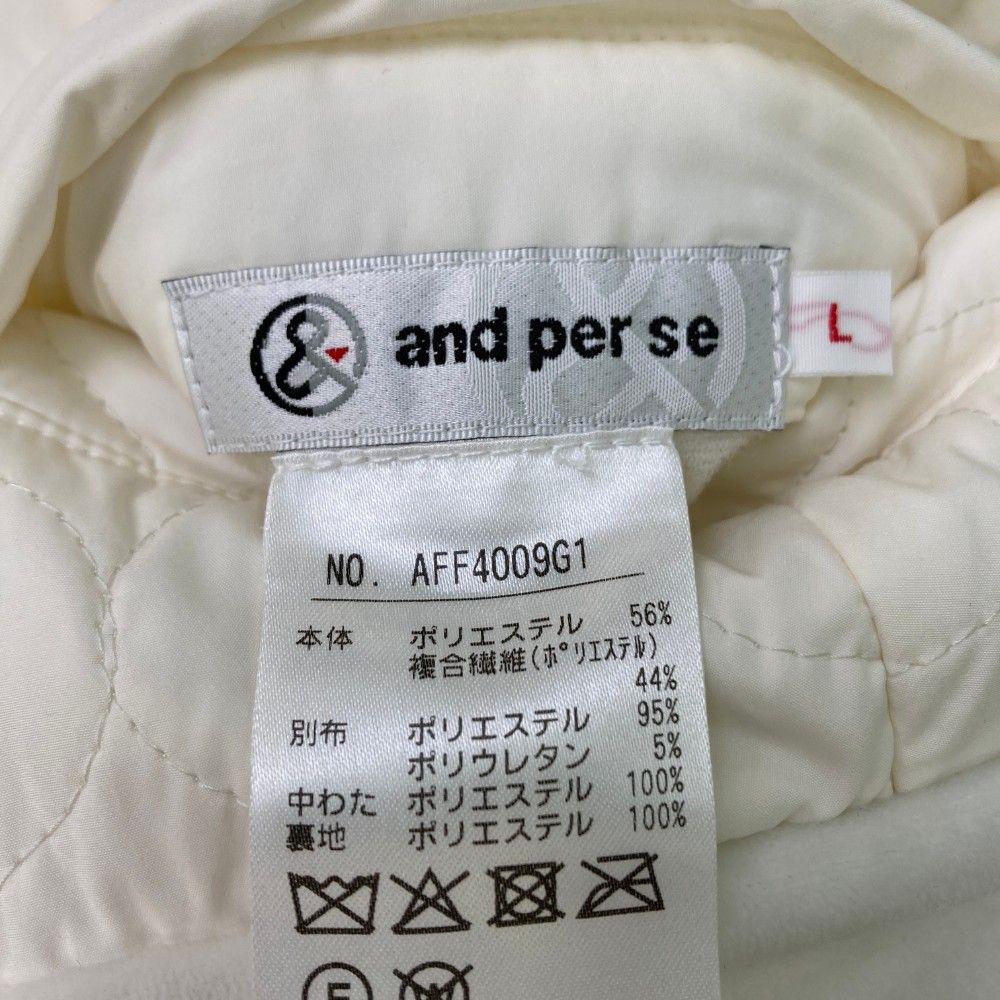 & and per se
L
NO. AFF4009G1
本体 ポリエステル 56%
複合繊維(ﾎﾟﾘｴｽﾃﾙ)
44%
別布 ポリエステル 95%
ポリウレタン 5%
中わた ポリエステル 100%
裏地 ポリエステル 100%